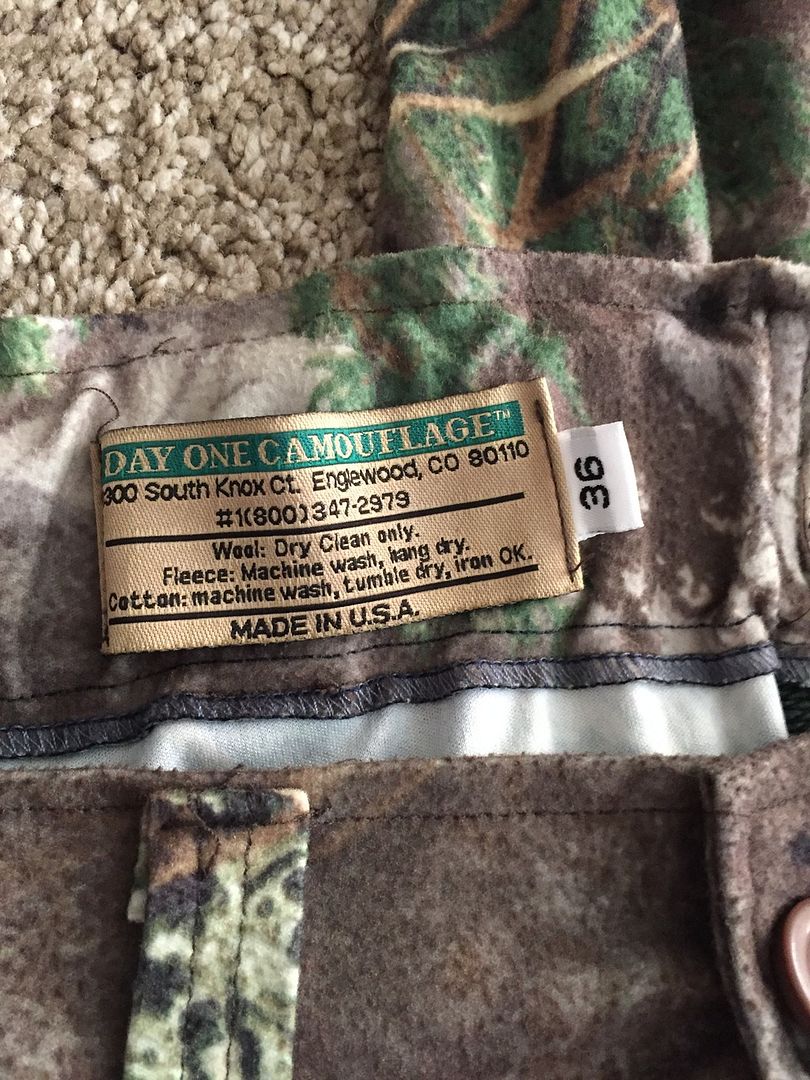 DAY ONE CAMOUFLAGE™
300 South Knox Ct. Englewood, CO 80110
#1(800)347-2979
Wool: Dry Clean only.
Fleece: Machine wash, hang dry.
Cotton: machine wash, tumble dry, iron OK.
MADE IN U.S.A.
36